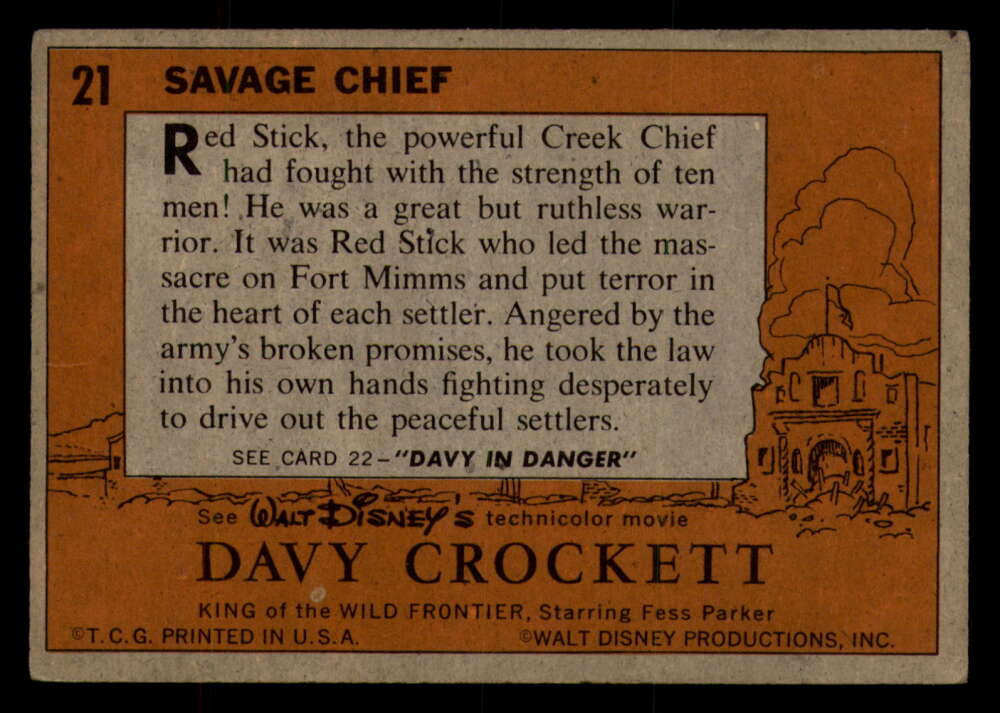 21 SAVAGE CHIEF
Red Stick, the powerful Creek Chief
had fought with the strength of ten
men! He was a great but ruthless war-
rior. It was Red Stick who led the mas-
sacre on Fort Mimms and put terror in
the heart of each settler. Angered by the
army's broken promises, he took the law
into his own hands fighting desperately
to drive out the peaceful settlers.
SEE CARD 22-"DAVY IN DANGER"
See WALT DISNEY'S technicolor movie
DAVY CROCKETT
KING of the WILD FRONTIER, Starring Fess Parker
©T.C.G. PRINTED IN U.S.A. ©WALT DISNEY PRODUCTIONS, INC.